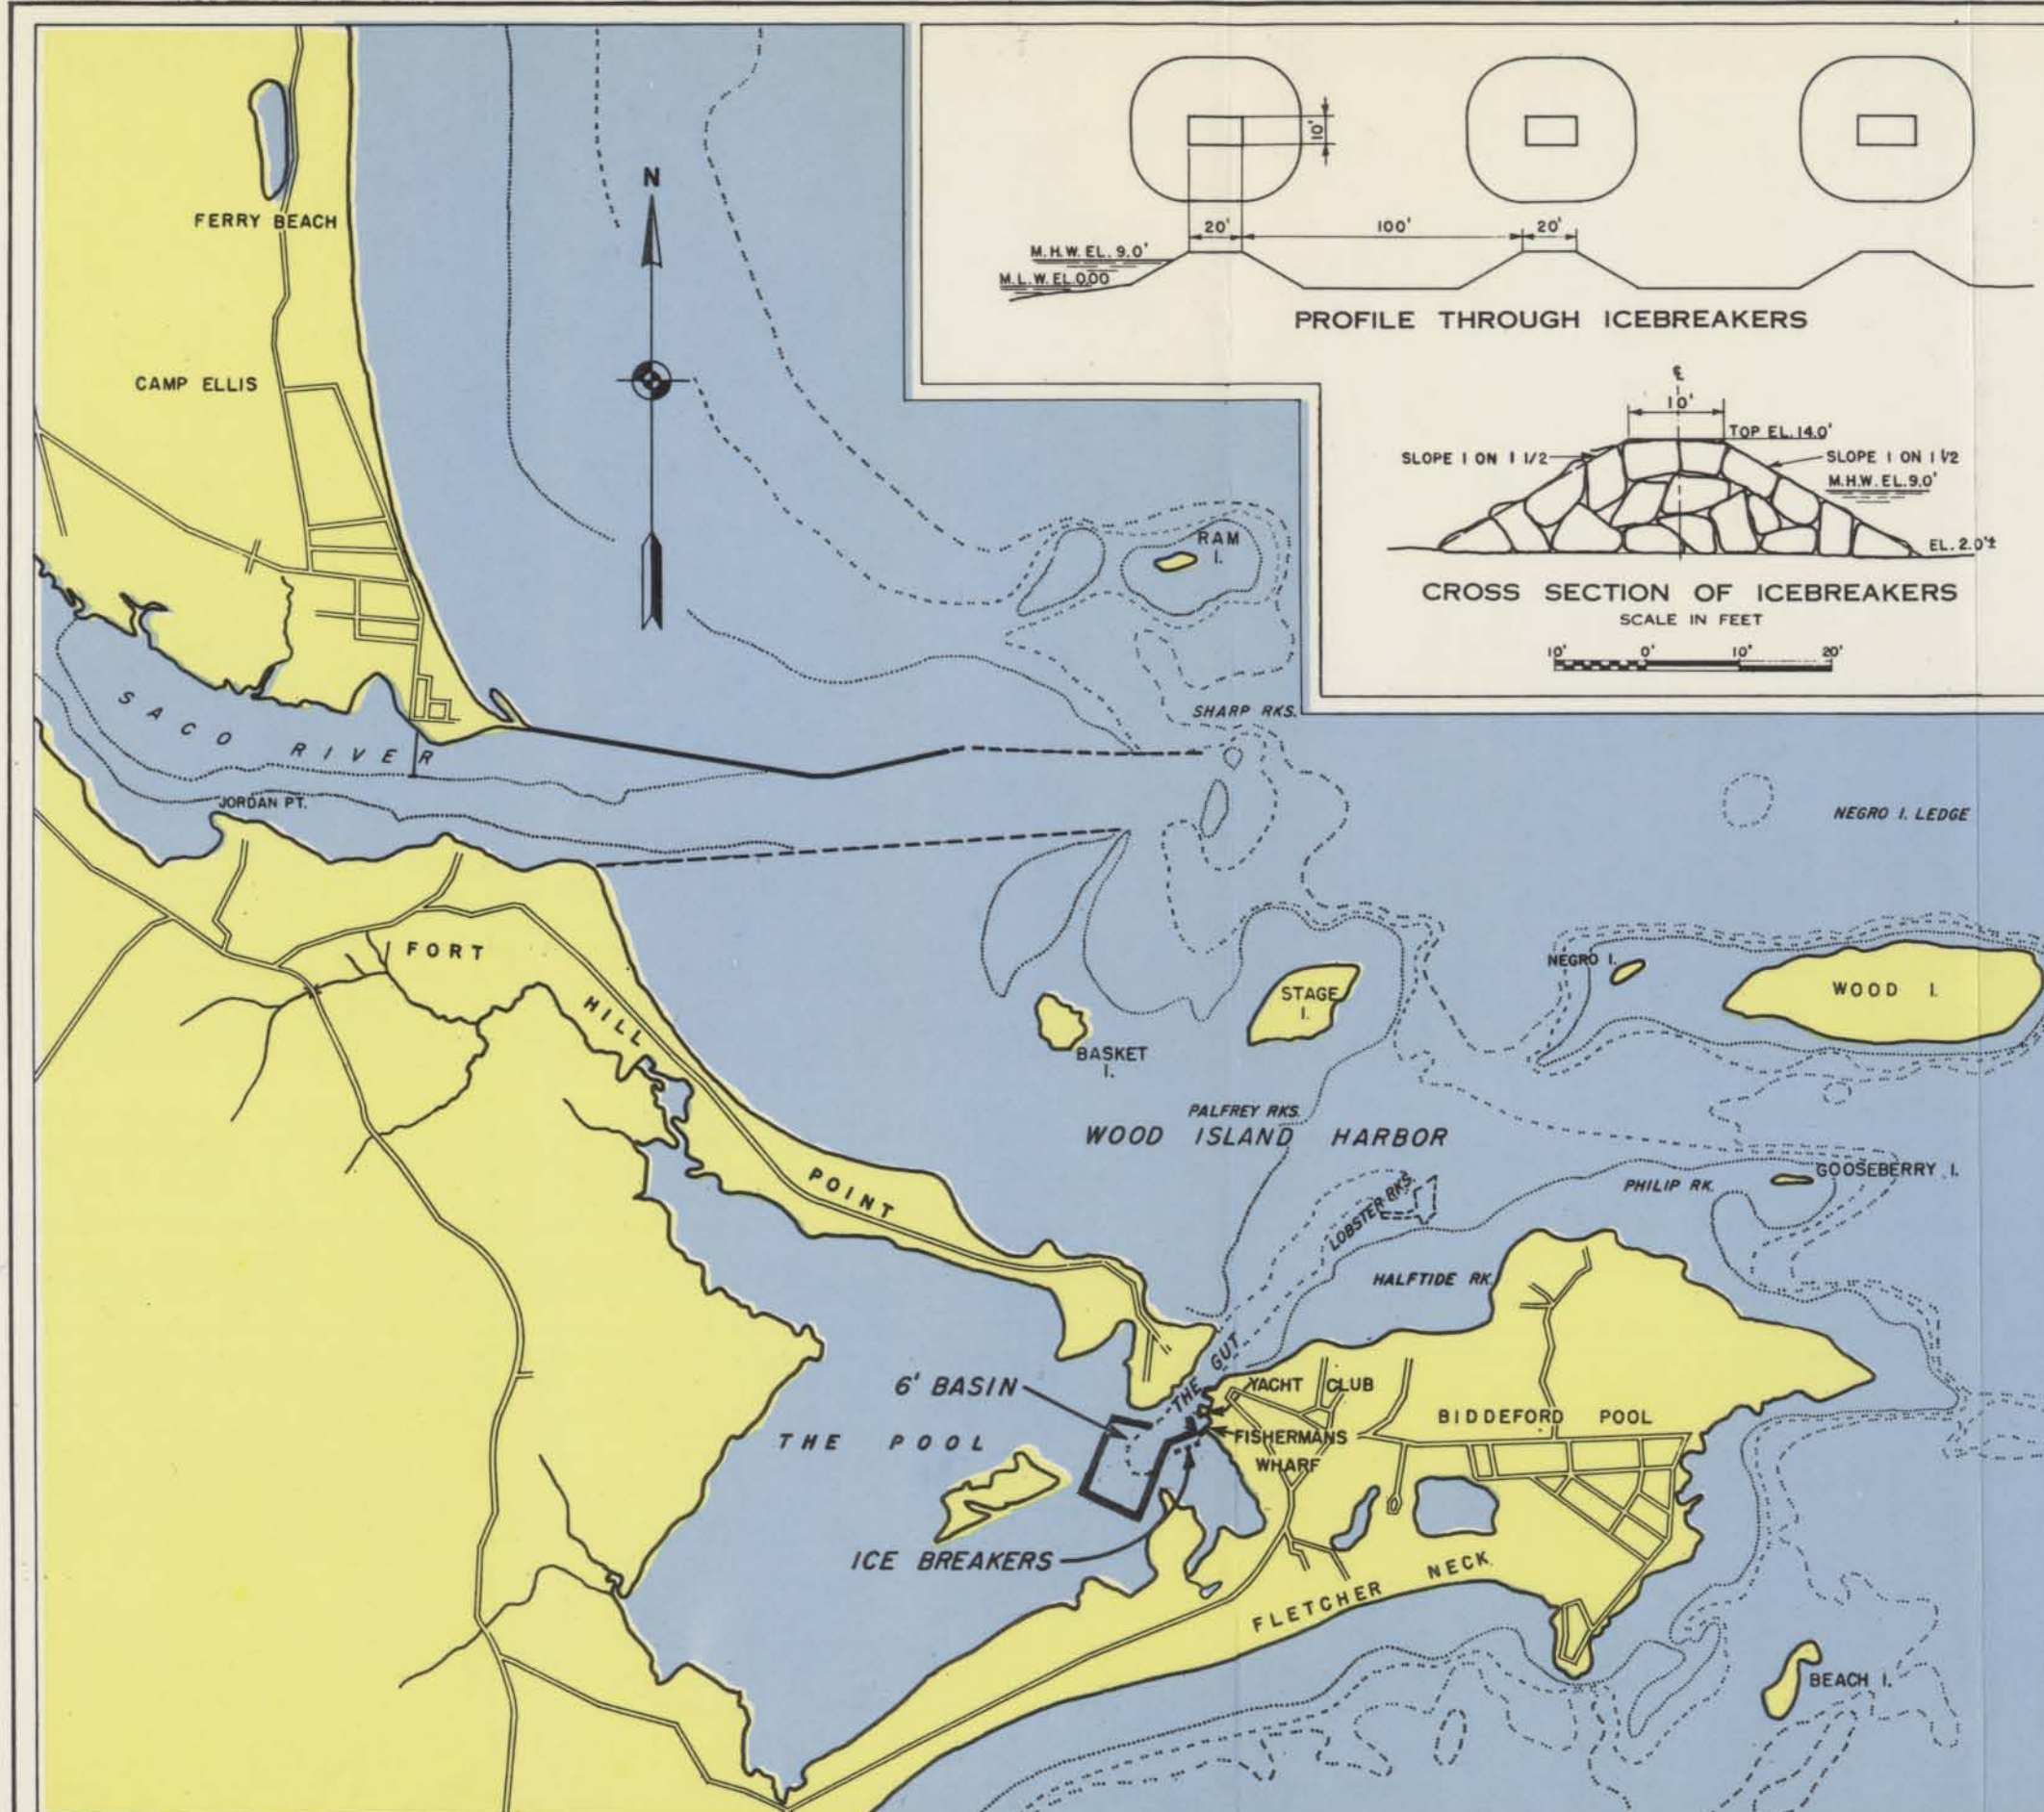 10'
20'
100'
20'
M.H.W. EL. 9.0'
M.L.W. EL.0.00
PROFILE THROUGH ICEBREAKERS
℄
10'
TOP EL. 14.0'
SLOPE 1 ON 1 1/2
SLOPE 1 ON 1 1/2
M.H.W. EL. 9.0'
EL. 2.0'±
CROSS SECTION OF ICEBREAKERS
SCALE IN FEET
10' 0' 10' 20'
N
FERRY BEACH
CAMP ELLIS
RAM
I.
SHARP RKS.
SACO RIVER
JORDAN PT.
NEGRO I. LEDGE
FORT
HILL
POINT
NEGRO I.
WOOD I.
STAGE
I.
BASKET
I.
PALFREY RKS.
WOOD ISLAND HARBOR
GOOSEBERRY I.
PHILIP RK.
LOBSTER RKS.
HALFTIDE RK.
THE GUT
6' BASIN
YACHT CLUB
THE POOL
FISHERMANS
WHARF
BIDDEFORD POOL
ICE BREAKERS
FLETCHER NECK
BEACH I.